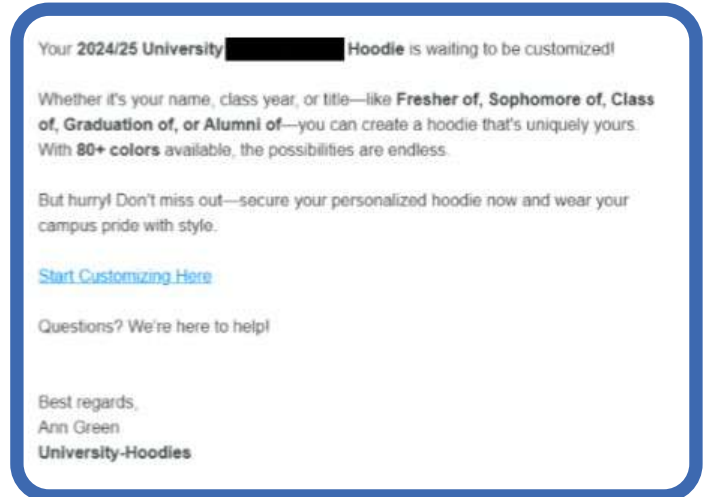 Your 2024/25 University Hoodie is waiting to be customized!
Whether it's your name, class year, or title—like Fresher of, Sophomore of, Class
of, Graduation of, or Alumni of—you can create a hoodie that's uniquely yours.
With 80+ colors available, the possibilities are endless.
But hurry! Don't miss out—secure your personalized hoodie now and wear your
campus pride with style.
Start Customizing Here
Questions? We're here to help!
Best regards,
Ann Green
University-Hoodies